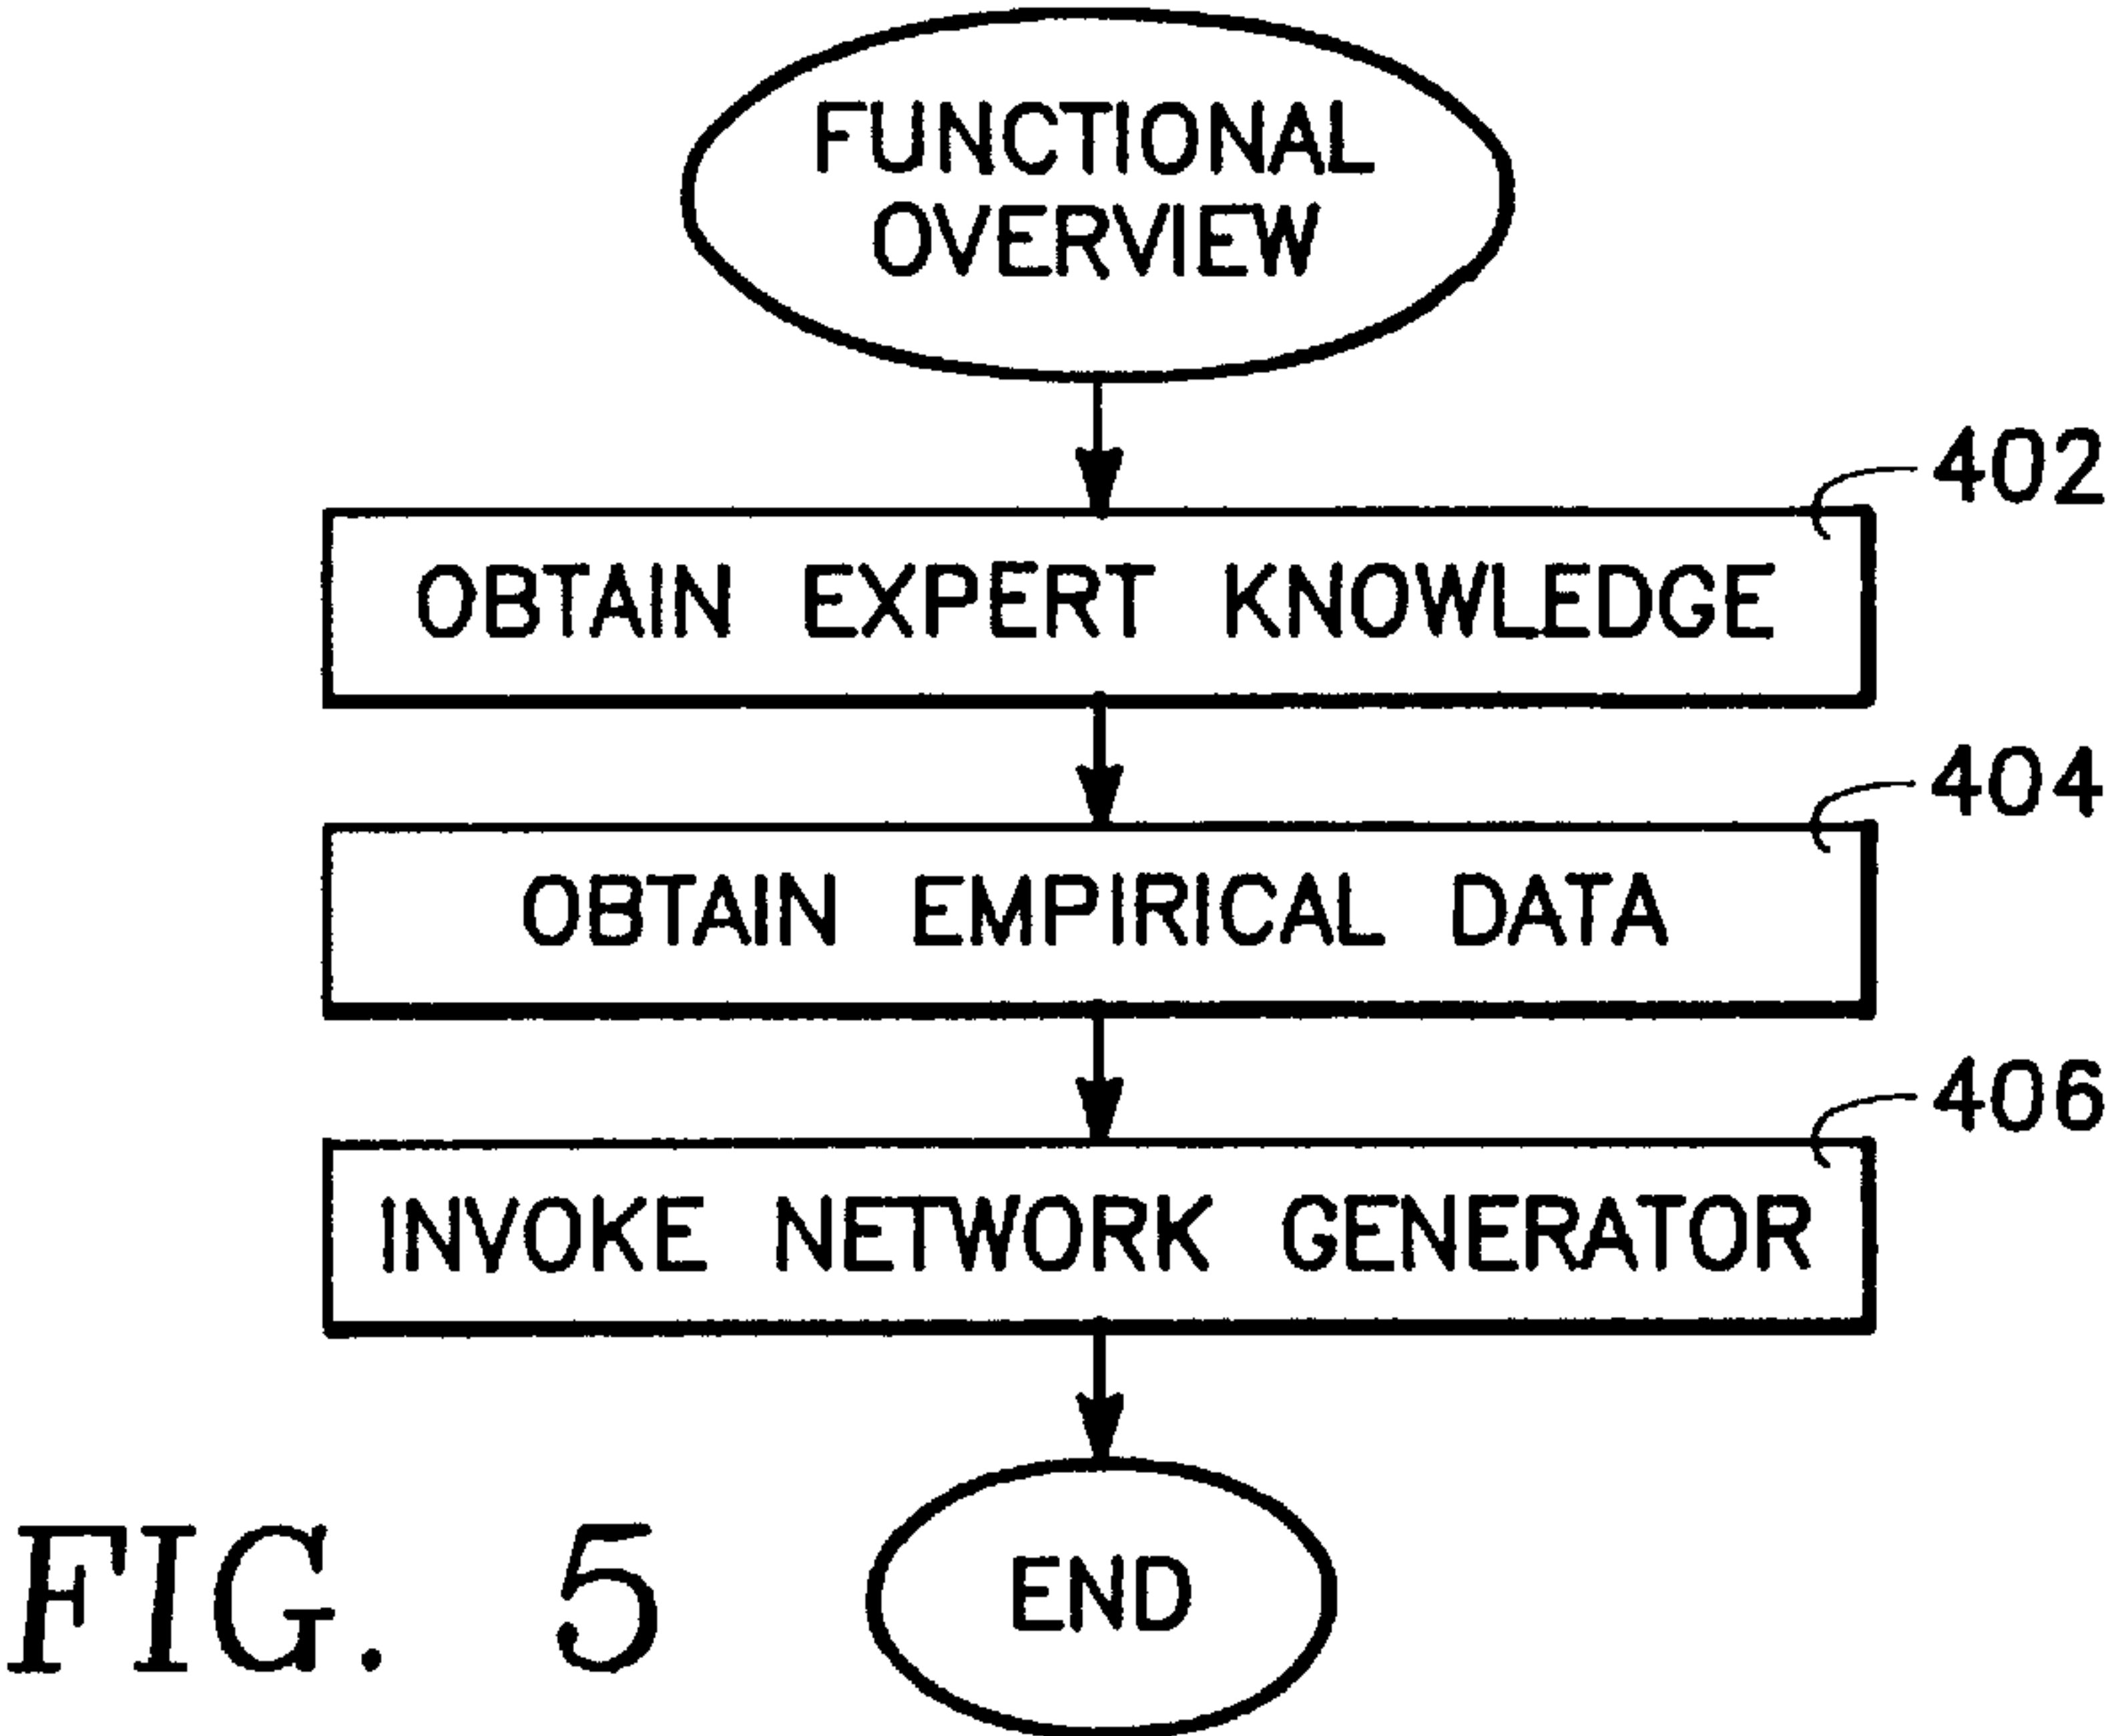 FUNCTIONAL
OVERVIEW
402
OBTAIN EXPERT KNOWLEDGE
404
OBTAIN EMPIRICAL DATA
406
INVOKE NETWORK GENERATOR
END
FIG. 5